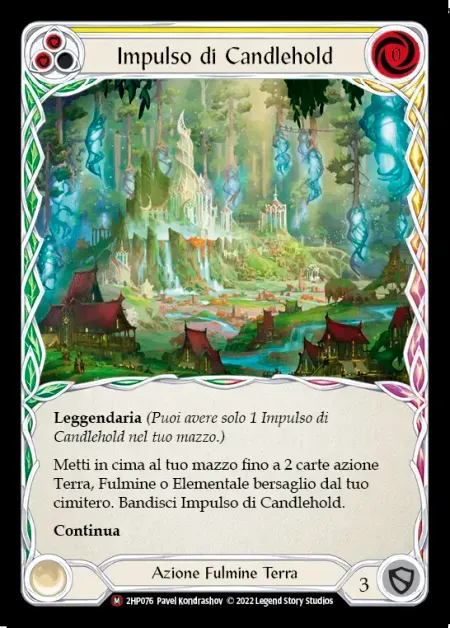 Impulso di Candlehold
0
Leggendaria (Puoi avere solo 1 Impulso di
Candlehold nel tuo mazzo.)
Metti in cima al tuo mazzo fino a 2 carte azione
Terra, Fulmine o Elementale bersaglio dal tuo
cimitero. Bandisci Impulso di Candlehold.
Continua
Azione Fulmine Terra
3
M 2HP076 Pavel Kondrashov © 2022 Legend Story Studios